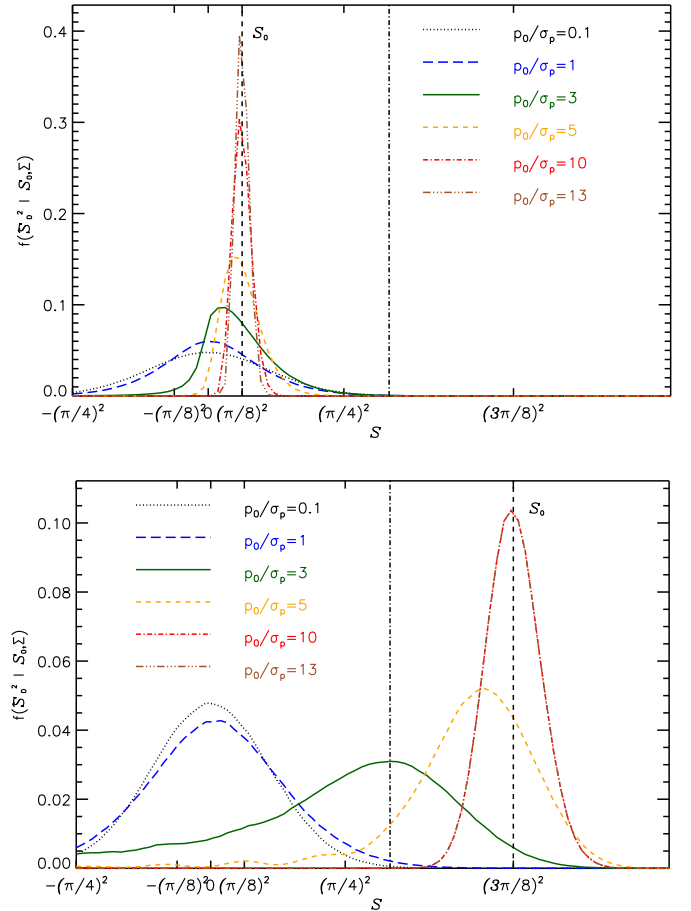 S₀
p₀/σₚ=0.1
p₀/σₚ=1
p₀/σₚ=3
p₀/σₚ=5
p₀/σₚ=10
p₀/σₚ=13
0.4
0.3
0.2
0.1
0.0
f(S₀² | S₀,Σ)
−(π/4)² −(π/8)² 0 (π/8)² (π/4)² (3π/8)²
S
S₀
p₀/σₚ=0.1
p₀/σₚ=1
p₀/σₚ=3
p₀/σₚ=5
p₀/σₚ=10
p₀/σₚ=13
0.10
0.08
0.06
0.04
0.02
0.00
f(S₀² | S₀,Σ)
−(π/4)² −(π/8)² 0 (π/8)² (π/4)² (3π/8)²
S